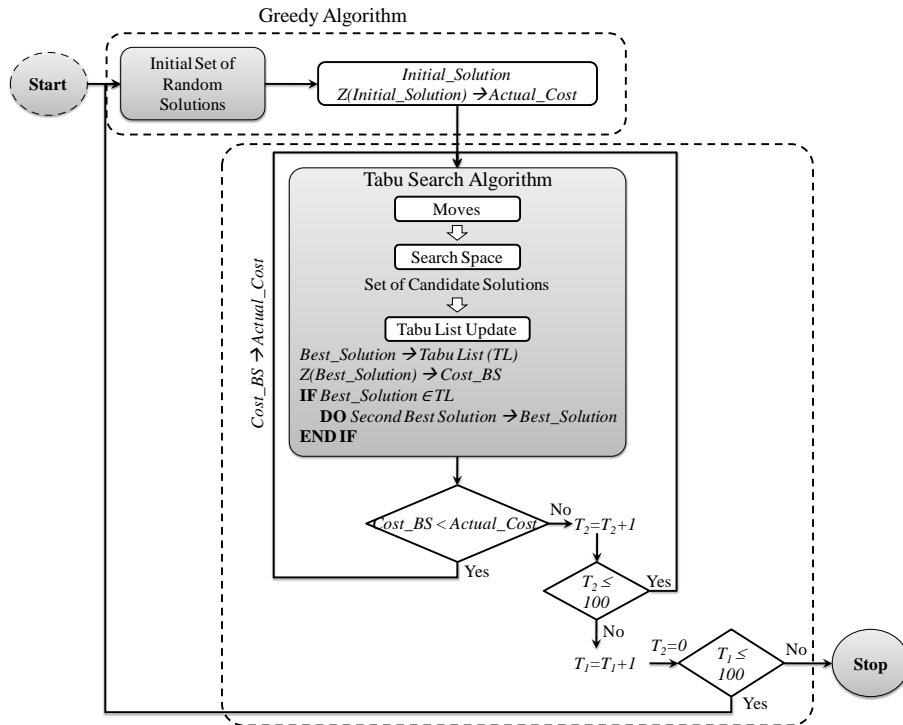 Greedy Algorithm
Start
Initial Set of
Random
Solutions
Initial_Solution
Z(Initial_Solution) → Actual_Cost
Tabu Search Algorithm
Moves
Search Space
Set of Candidate Solutions
Tabu List Update
Best_Solution → Tabu List (TL)
Z(Best_Solution) → Cost_BS
IF Best_Solution ∈ TL
DO Second Best Solution → Best_Solution
END IF
Cost_BS → Actual_Cost
Cost_BS < Actual_Cost
No
T₂=T₂+1
Yes
T₂ ≤
100
Yes
No
T₁=T₁+1
T₂=0
T₁ ≤
100
No
Stop
Yes